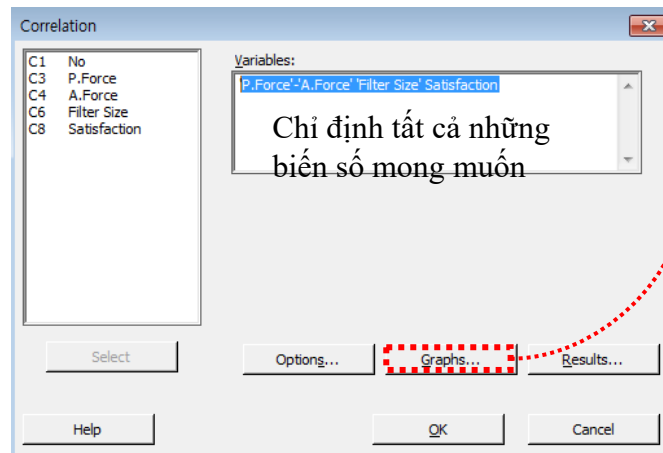 Correlation
C1 No
C3 P.Force
C4 A.Force
C6 Filter Size
C8 Satisfaction
Variables:
'P.Force'-'A.Force' 'Filter Size' Satisfaction
Chỉ định tất cả những
biến số mong muốn
Select
Options...
Graphs...
Results...
Help
OK
Cancel